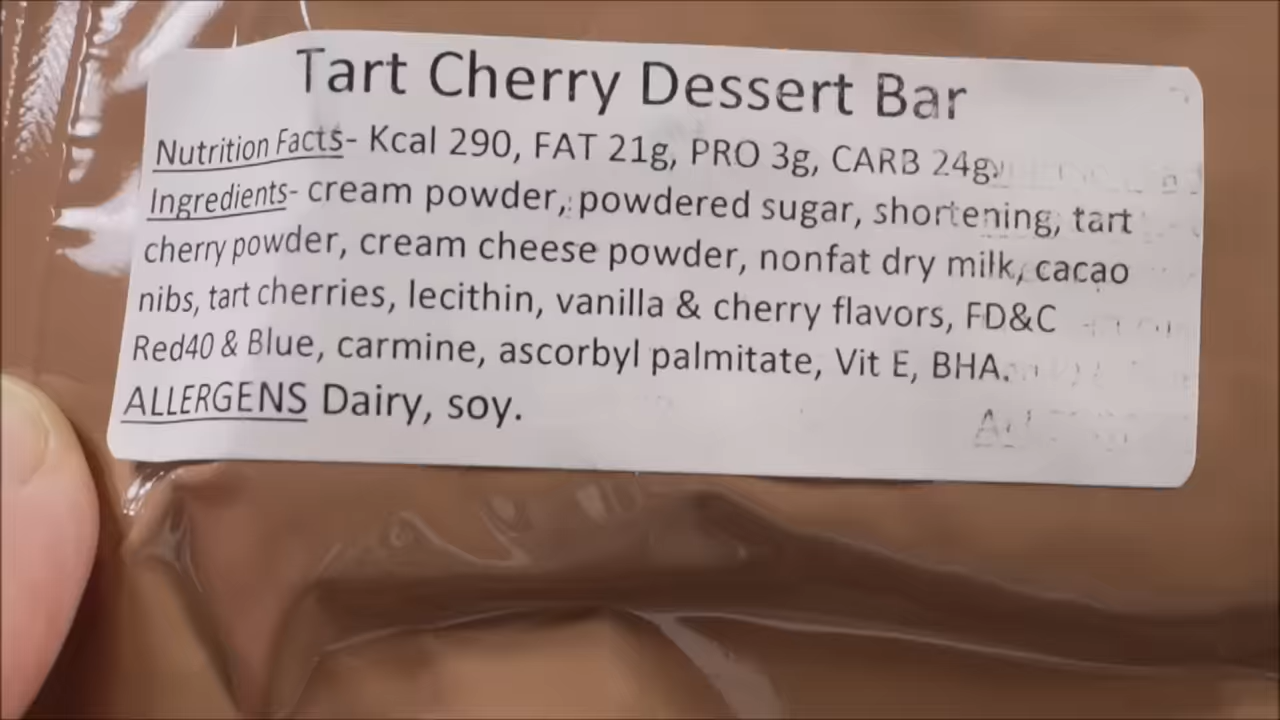 Tart Cherry Dessert Bar
Nutrition Facts- Kcal 290, FAT 21g, PRO 3g, CARB 24g.
Ingredients- cream powder, powdered sugar, shortening, tart
cherry powder, cream cheese powder, nonfat dry milk, cacao
nibs, tart cherries, lecithin, vanilla & cherry flavors, FD&C
Red40 & Blue, carmine, ascorbyl palmitate, Vit E, BHA.
ALLERGENS Dairy, soy.